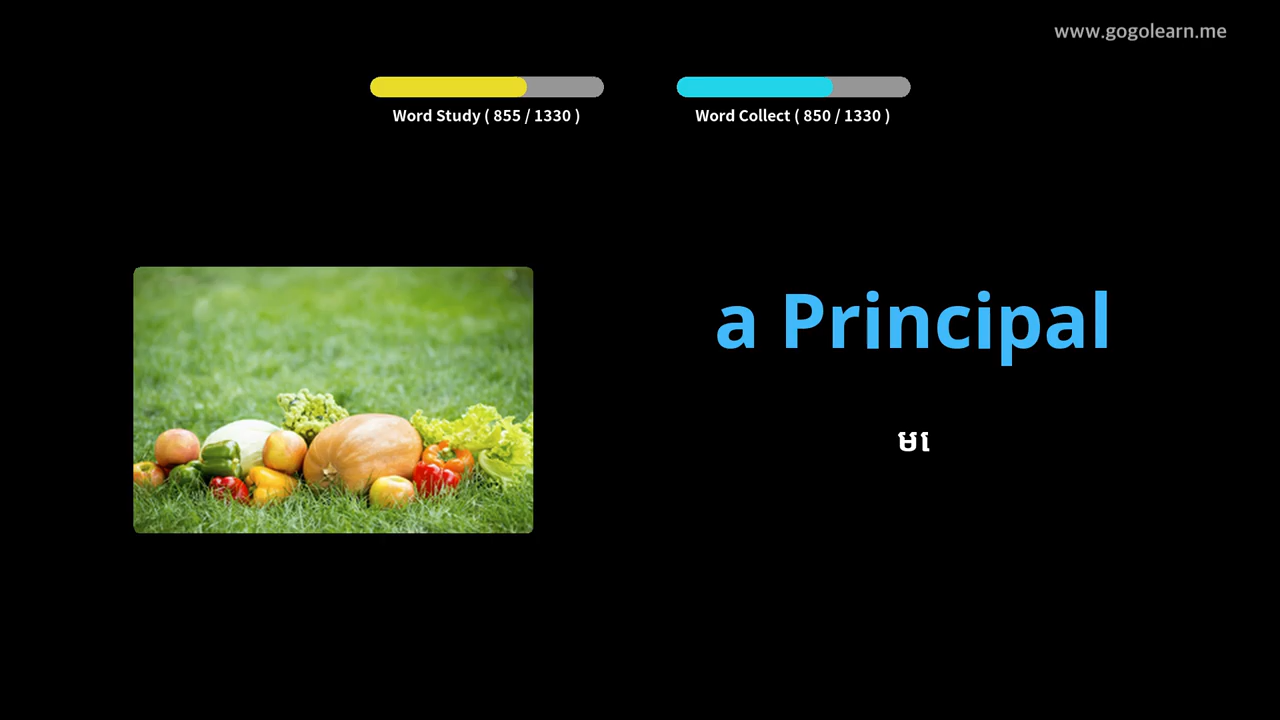 www.gogolearn.me
Word Study ( 855 / 1330 )
Word Collect ( 850 / 1330 )
a Principal
មេ